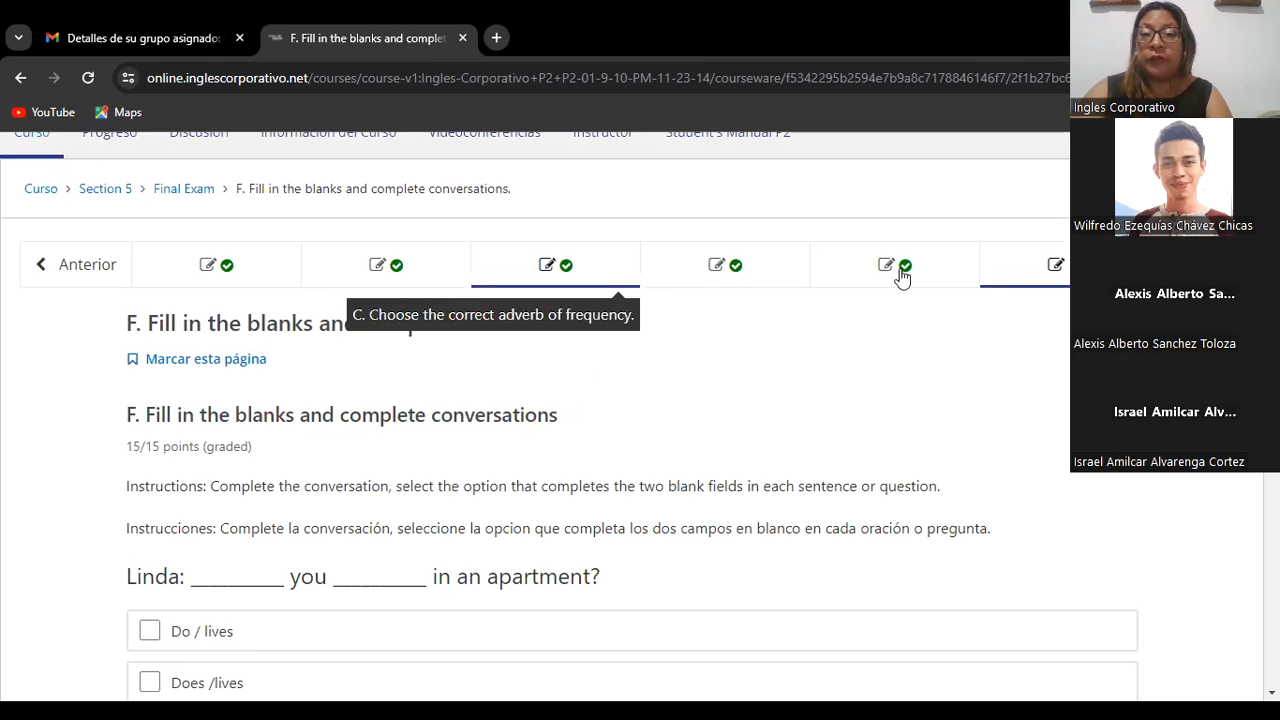 Detalles de su grupo asignado:
F. Fill in the blanks and comple
online.inglescorporativo.net/courses/course-v1:Ingles-Corporativo+P2+P2-01-9-10-PM-11-23-14/courseware/f5342295b2594e7b9a8c7178846146f7/2f1b27bc6
YouTube
Maps
Curso
Progreso
Discusión
Información del Curso
Videoconferencias
Instructor
Student's Manual P2
Curso > Section 5 > Final Exam > F. Fill in the blanks and complete conversations.
Anterior
C. Choose the correct adverb of frequency.
F. Fill in the blanks an
Marcar esta página
F. Fill in the blanks and complete conversations
15/15 points (graded)
Instructions: Complete the conversation, select the option that completes the two blank fields in each sentence or question.
Instrucciones: Complete la conversación, seleccione la opcion que completa los dos campos en blanco en cada oración o pregunta.
Linda: __________ you __________ in an apartment?
Do / lives
Does /lives
Ingles Corporativo
Wilfredo Ezequías Chávez Chicas
Alexis Alberto Sa...
Alexis Alberto Sanchez Toloza
Israel Amilcar Alv...
Israel Amilcar Alvarenga Cortez